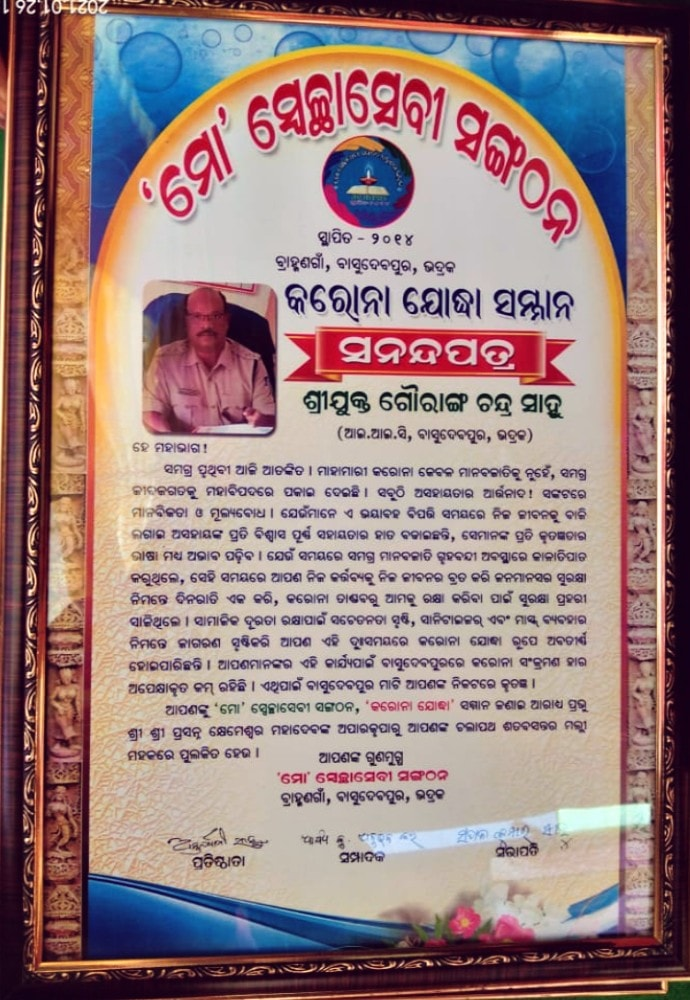 2021.01.26 1
'ମୋ' ସ୍ୱେଚ୍ଛାସେବୀ ସଙ୍ଗଠନ
ସ୍ଥାପିତ - ୨୦୧୪
ବ୍ରାହ୍ମଣଗାଁ, ବାସୁଦେବପୁର, ଭଦ୍ରକ
କରୋନା ଯୋଦ୍ଧା ସମ୍ମାନ
ସନନ୍ଦପତ୍ର
ଶ୍ରୀଯୁକ୍ତ ଗୌରାଙ୍ଗ ଚନ୍ଦ୍ର ସାହୁ
(ଆଇ.ଆଇ.ସି, ବାସୁଦେବପୁର, ଭଦ୍ରକ)
ହେ ମହାଭାଗ !
ସମଗ୍ର ପୃଥିବୀ ଆଜି ଆତଙ୍କିତ । ମାହାମାରୀ କରୋନା କେବଳ ମାନବଜାତିକୁ ନୁହେଁ, ସମଗ୍ର
ଜୀବଜଗତକୁ ମହାବିପଦରେ ପକାଇ ଦେଇଛି । ସବୁଠି ଅସହାୟତାର ଆର୍ତ୍ତନାଦ ! ସଙ୍କଟରେ
ମାନବିକତା ଓ ମୂଲ୍ୟବୋଧ । ଯେଉଁମାନେ ଏ ଭୟାବହ ବିପତ୍ତି ସମୟରେ ନିଜ ଜୀବନକୁ ବାଜି
ଲଗାଇ ଅସହାୟଙ୍କ ପ୍ରତି ବିଶ୍ୱାସ ପୂର୍ଣ୍ଣ ସହାୟତାର ହାତ ବଢାଇଛନ୍ତି, ସେମାନଙ୍କ ପ୍ରତି କୃତଜ୍ଞତାର
ଭାଷା ମଧ୍ୟ ଅଭାବ ପଡ଼ିବ । ଯେଉଁ ସମୟରେ ସମଗ୍ର ମାନବଜାତି ଗୃହବନ୍ଦୀ ଅବସ୍ଥାରେ କାଳାତିପାତ
କରୁଥିଲେ, ସେହି ସମୟରେ ଆପଣ ନିଜ କର୍ତ୍ତବ୍ୟକୁ ନିଜ ଜୀବନର ବ୍ରତ କରି ଜନମାନସର ସୁରକ୍ଷା
ନିମନ୍ତେ ଦିନରାତି ଏକ କରି, କରୋନା ତାଣ୍ଡବରୁ ଆମକୁ ରକ୍ଷା କରିବା ପାଇଁ ସୁରକ୍ଷା ପ୍ରହରୀ
ସାଜିଥିଲେ । ସାମାଜିକ ଦୂରତା ରକ୍ଷାପାଇଁ ସଚେତନତା ସୃଷ୍ଟି, ସାନିଟାଇଜର୍ ଏବଂ ମାସ୍କ ବ୍ୟବହାର
ନିମନ୍ତେ ଜାଗରଣ ସୃଷ୍ଟିକରି ଆପଣ ଏହି ଦୁଃସମୟରେ କରୋନା ଯୋଦ୍ଧା ରୂପେ ଅବତୀର୍ଣ୍ଣ
ହୋଇପାରିଛନ୍ତି । ଆପଣମାନଙ୍କର ଏହି କାର୍ଯ୍ୟପାଇଁ ବାସୁଦେବପୁରରେ କରୋନା ସଂକ୍ରମଣ ହାର
ଅପେକ୍ଷାକୃତ କମ୍ ରହିଛି । ଏଥିପାଇଁ ବାସୁଦେବପୁର ମାଟି ଆପଣଙ୍କ ନିକଟରେ କୃତଜ୍ଞ ।
ଆପଣଙ୍କୁ 'ମୋ' ସ୍ୱେଚ୍ଛାସେବୀ ସଙ୍ଗଠନ, 'କରୋନା ଯୋଦ୍ଧା' ସମ୍ମାନ ଜଣାଇ ଆରାଧ୍ୟ ପ୍ରଭୁ
ଶ୍ରୀ ଶ୍ରୀ ପ୍ରସନ୍ନ କ୍ଷେମେଶ୍ୱର ମହାଦେବଙ୍କ ଅପାରକୃପାରୁ ଆପଣଙ୍କ ଚଲାପଥ ଶତବସନ୍ତର ମଲ୍ଲୀ
ମହକରେ ପୁଲକିତ ହେଉ ।
ଆପଣଙ୍କ ଗୁଣମୁଗ୍ଧ
'ମୋ' ସ୍ୱେଚ୍ଛାସେବୀ ସଙ୍ଗଠନ
ବ୍ରାହ୍ମଣଗାଁ, ବାସୁଦେବପୁର, ଭଦ୍ରକ
ପ୍ରତିଷ୍ଠାତା
ସମ୍ପାଦକ
ସଭାପତି